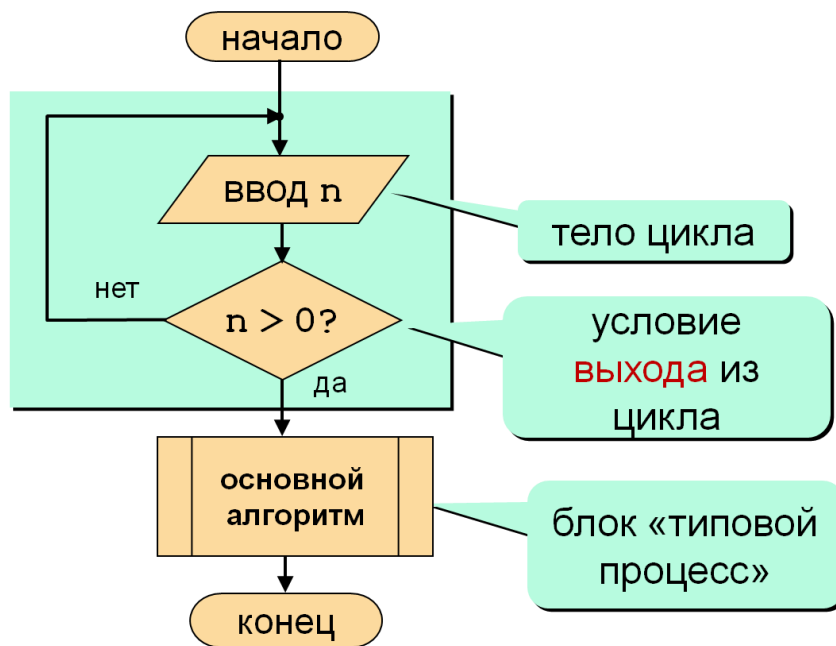 начало
ввод n
тело цикла
нет
n > 0?
условие
выхода из
цикла
да
основной
алгоритм
блок «типовой
процесс»
конец